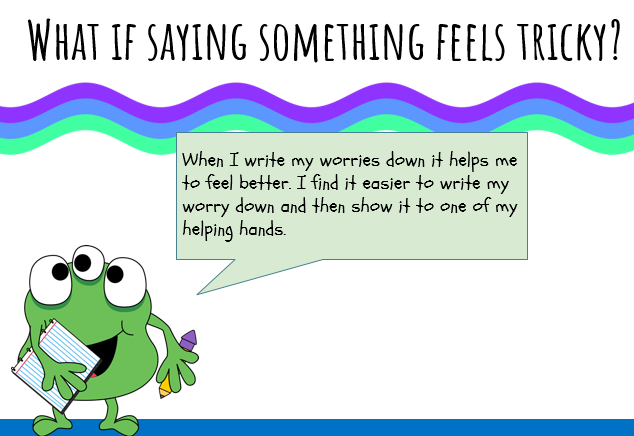 What if saying something feels tricky?
When I write my worries down it helps me
to feel better. I find it easier to write my
worry down and then show it to one of my
helping hands.